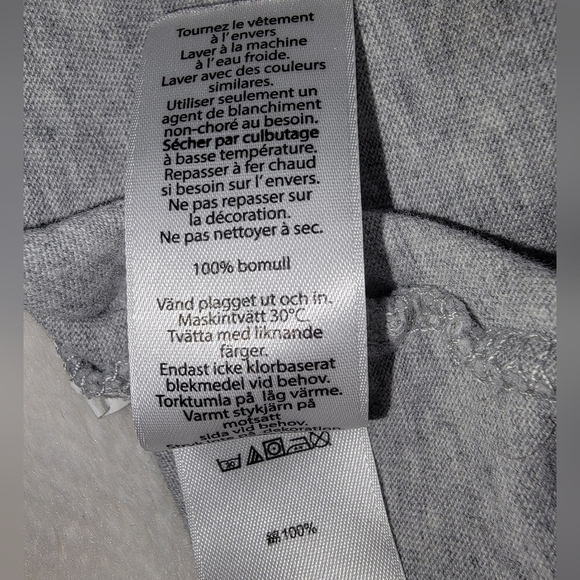 Tournez le vêtement
à l'envers
Laver à la machine
à l'eau froide.
Laver avec des couleurs
similaires.
Utiliser seulement un
agent de blanchiment
non-choré au besoin.
Sécher par culbutage
à basse température.
Repasser à fer chaud
si besoin sur l'envers.
Ne pas repasser sur
la décoration.
Ne pas nettoyer à sec.
100% bomull
Vänd plagget ut och in.
Maskintvätt 30°C.
Tvätta med liknande
färger.
Endast icke klorbaserat
blekmedel vid behov.
Torktumla på låg värme.
Varmt stykjärn på
motsatt
sida vid behov.
30
100%